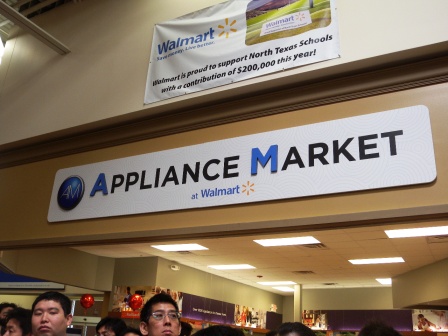 Walmart
Save money. Live better.
Walmart is proud to support North Texas Schools
with a contribution of $200,000 this year!
AM
APPLIANCE MARKET
at Walmart